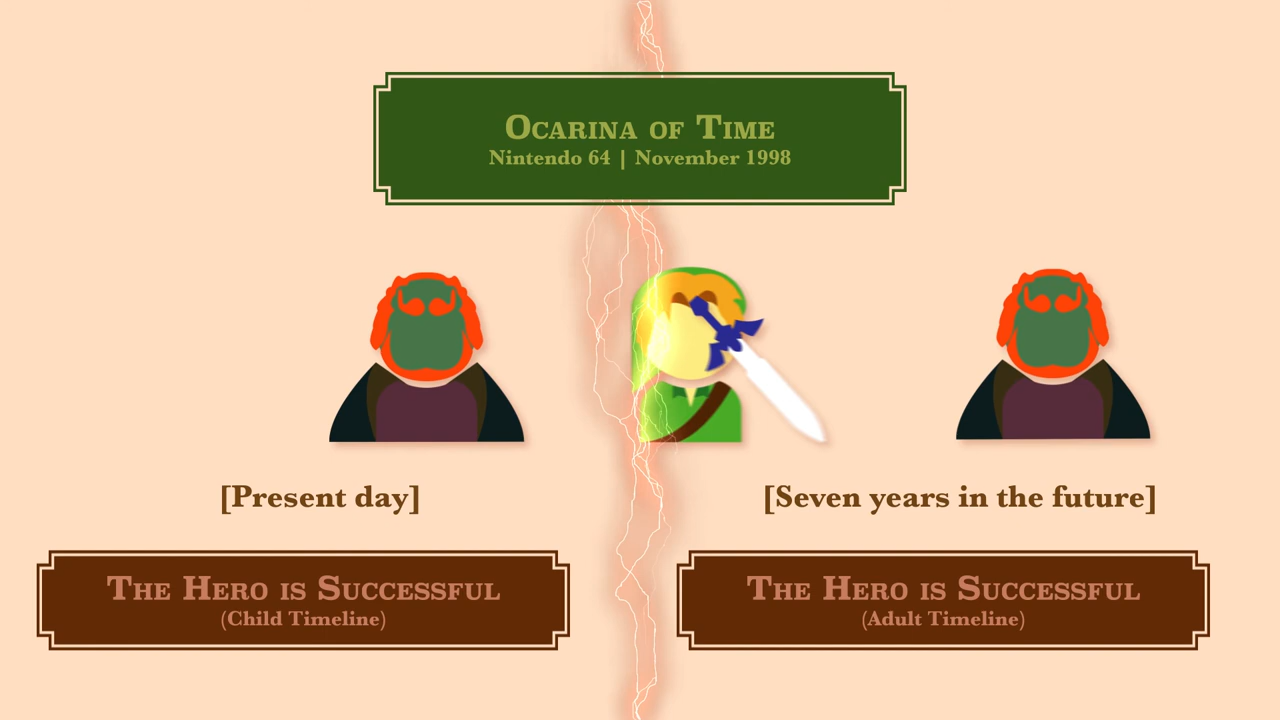 Ocarina of Time
Nintendo 64 | November 1998
[Present day]
[Seven years in the future]
The Hero is Successful
(Child Timeline)
The Hero is Successful
(Adult Timeline)